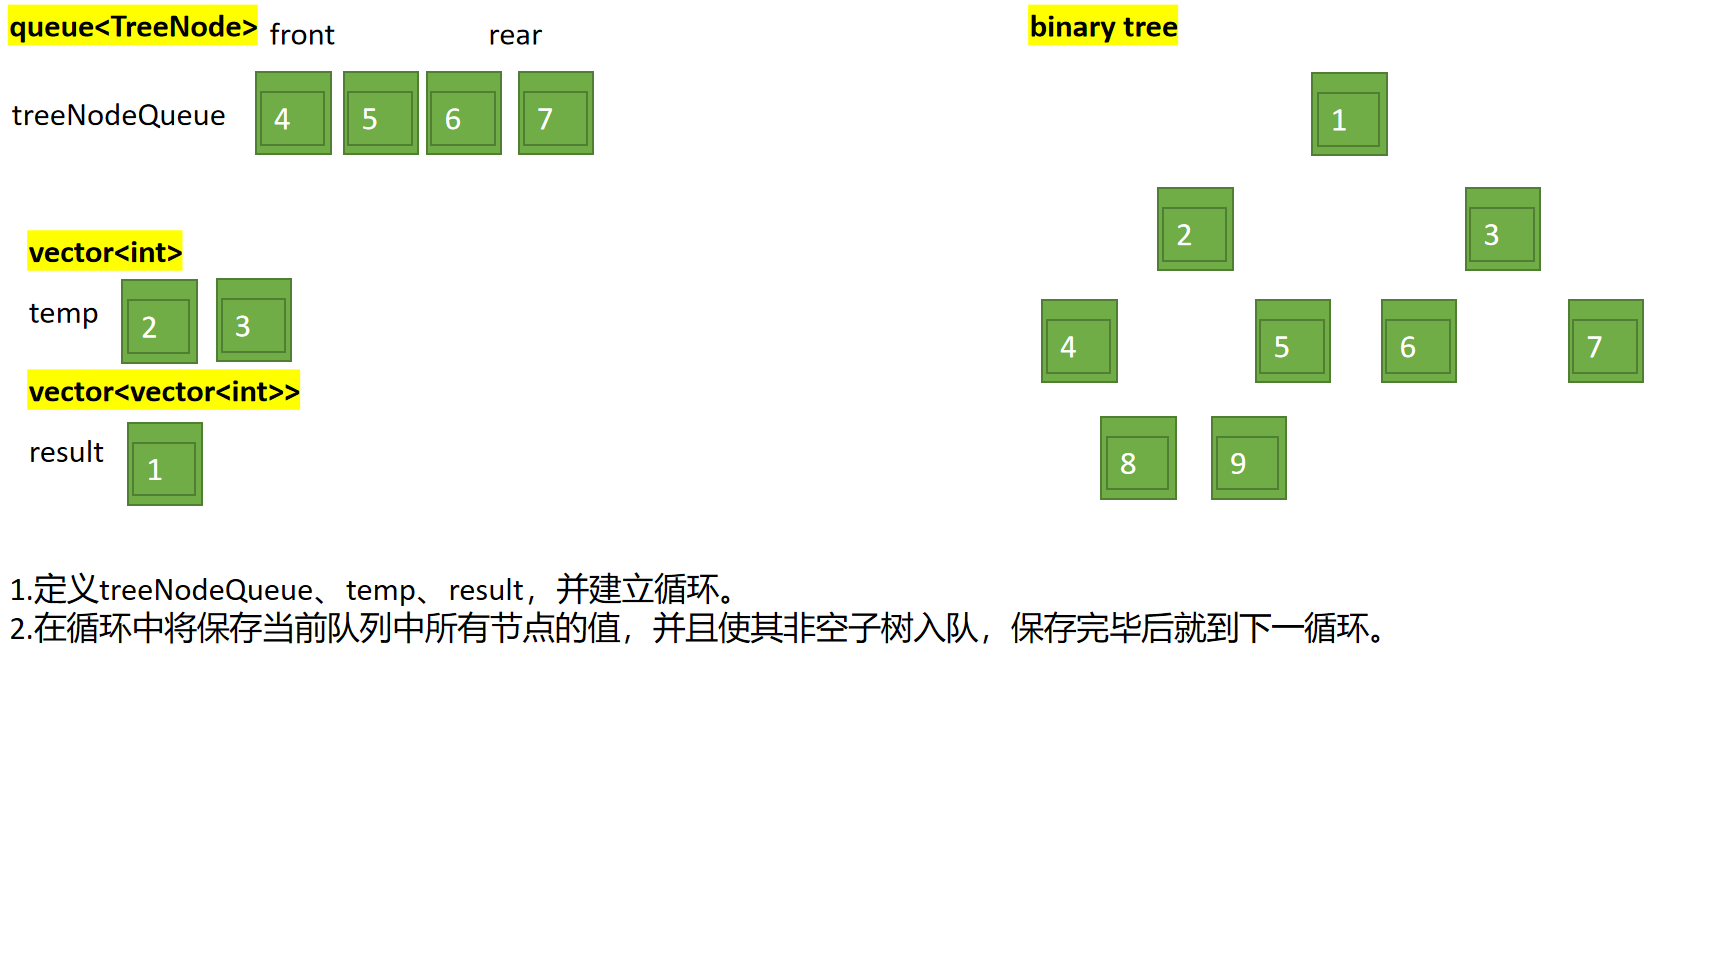 queue<TreeNode> front rear
treeNodeQueue 4 5 6 7
vector<int>
temp 2 3
vector<vector<int>>
result 1
binary tree
1
2 3
4 5 6 7
8 9
1.定义treeNodeQueue、temp、result，并建立循环。
2.在循环中将保存当前队列中所有节点的值，并且使其非空子树入队，保存完毕后就到下一循环。